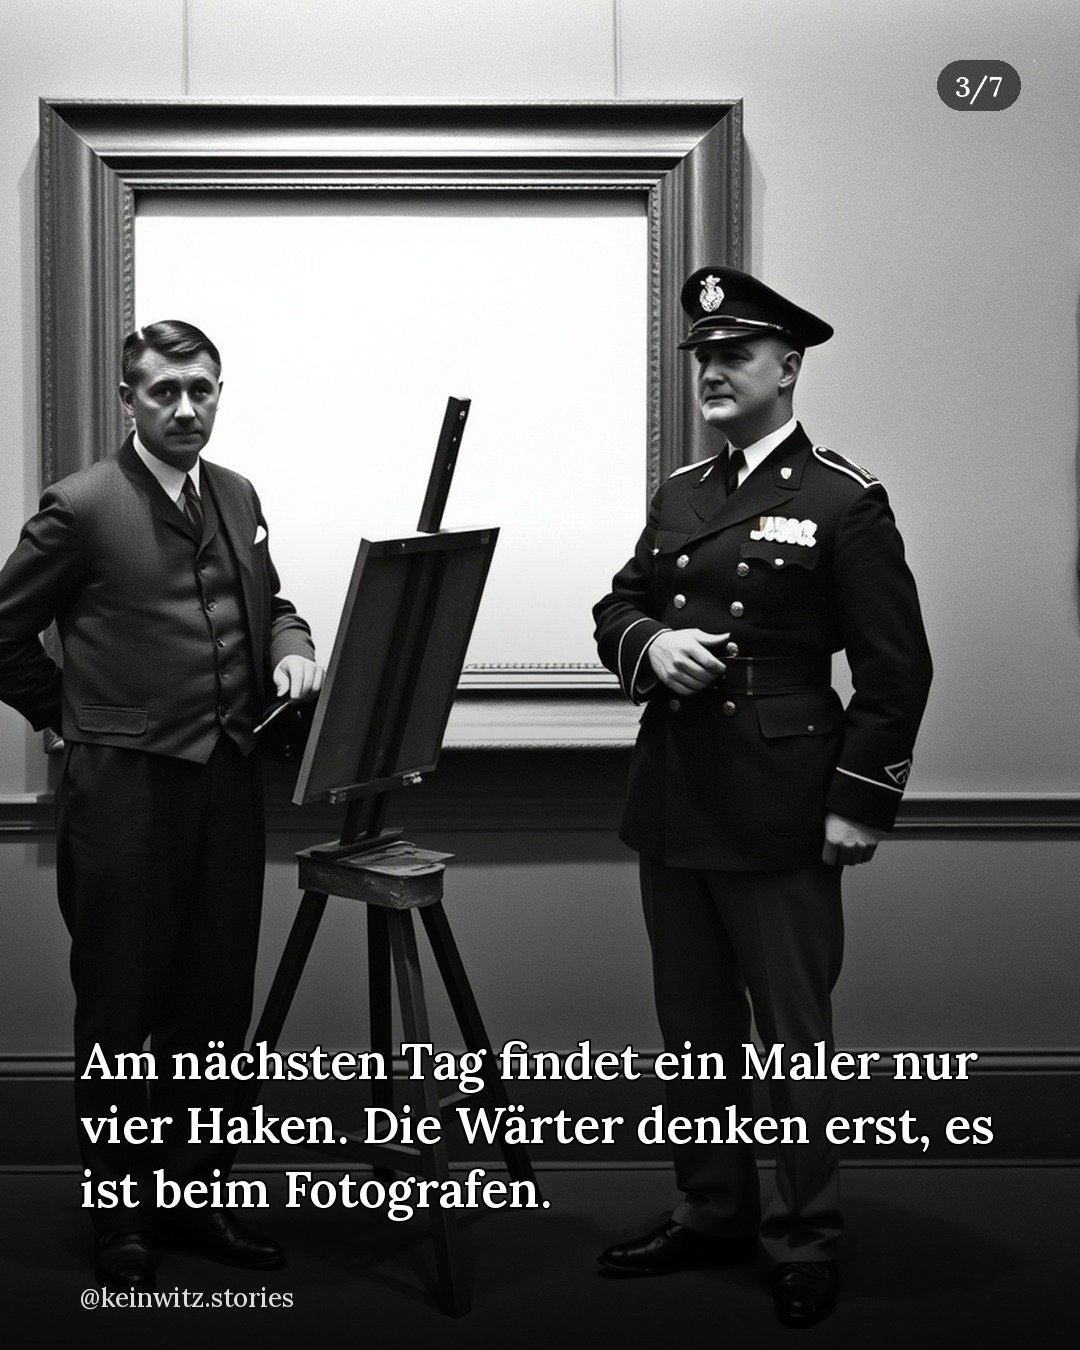 3/7
Am nächsten Tag findet ein Maler nur
vier Haken. Die Wärter denken erst, es
ist beim Fotografen.
@keinwitz.stories